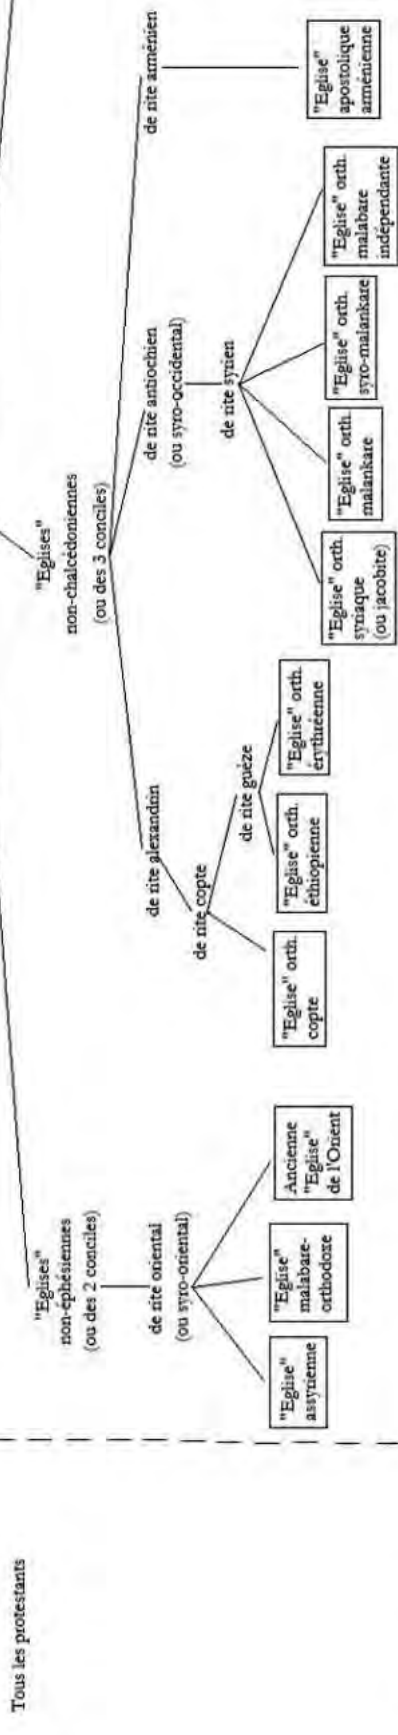 Tous les protestants
"Eglises"
non-éphésiennes
(ou des 2 conciles)
de rite oriental
(ou syro-oriental)
"Eglise"
assyrienne
"Eglise"
malabare-
orthodoxe
Ancienne
"Eglise"
de l'Orient
"Eglises"
non-chalcédoniennes
(ou des 3 conciles)
de rite alexandrin
de rite copte
"Eglise" orth.
copte
de rite guèze
"Eglise" orth.
éthiopienne
"Eglise" orth.
érythréenne
de rite antiochien
(ou syro-occidental)
de rite syrien
"Eglise" orth.
syriaque
(ou jacobite)
"Eglise" orth.
malankare
"Eglise" orth.
syro-malankare
"Eglise" orth.
malabare
indépendante
de rite arménien
"Eglise"
apostolique
arménienne